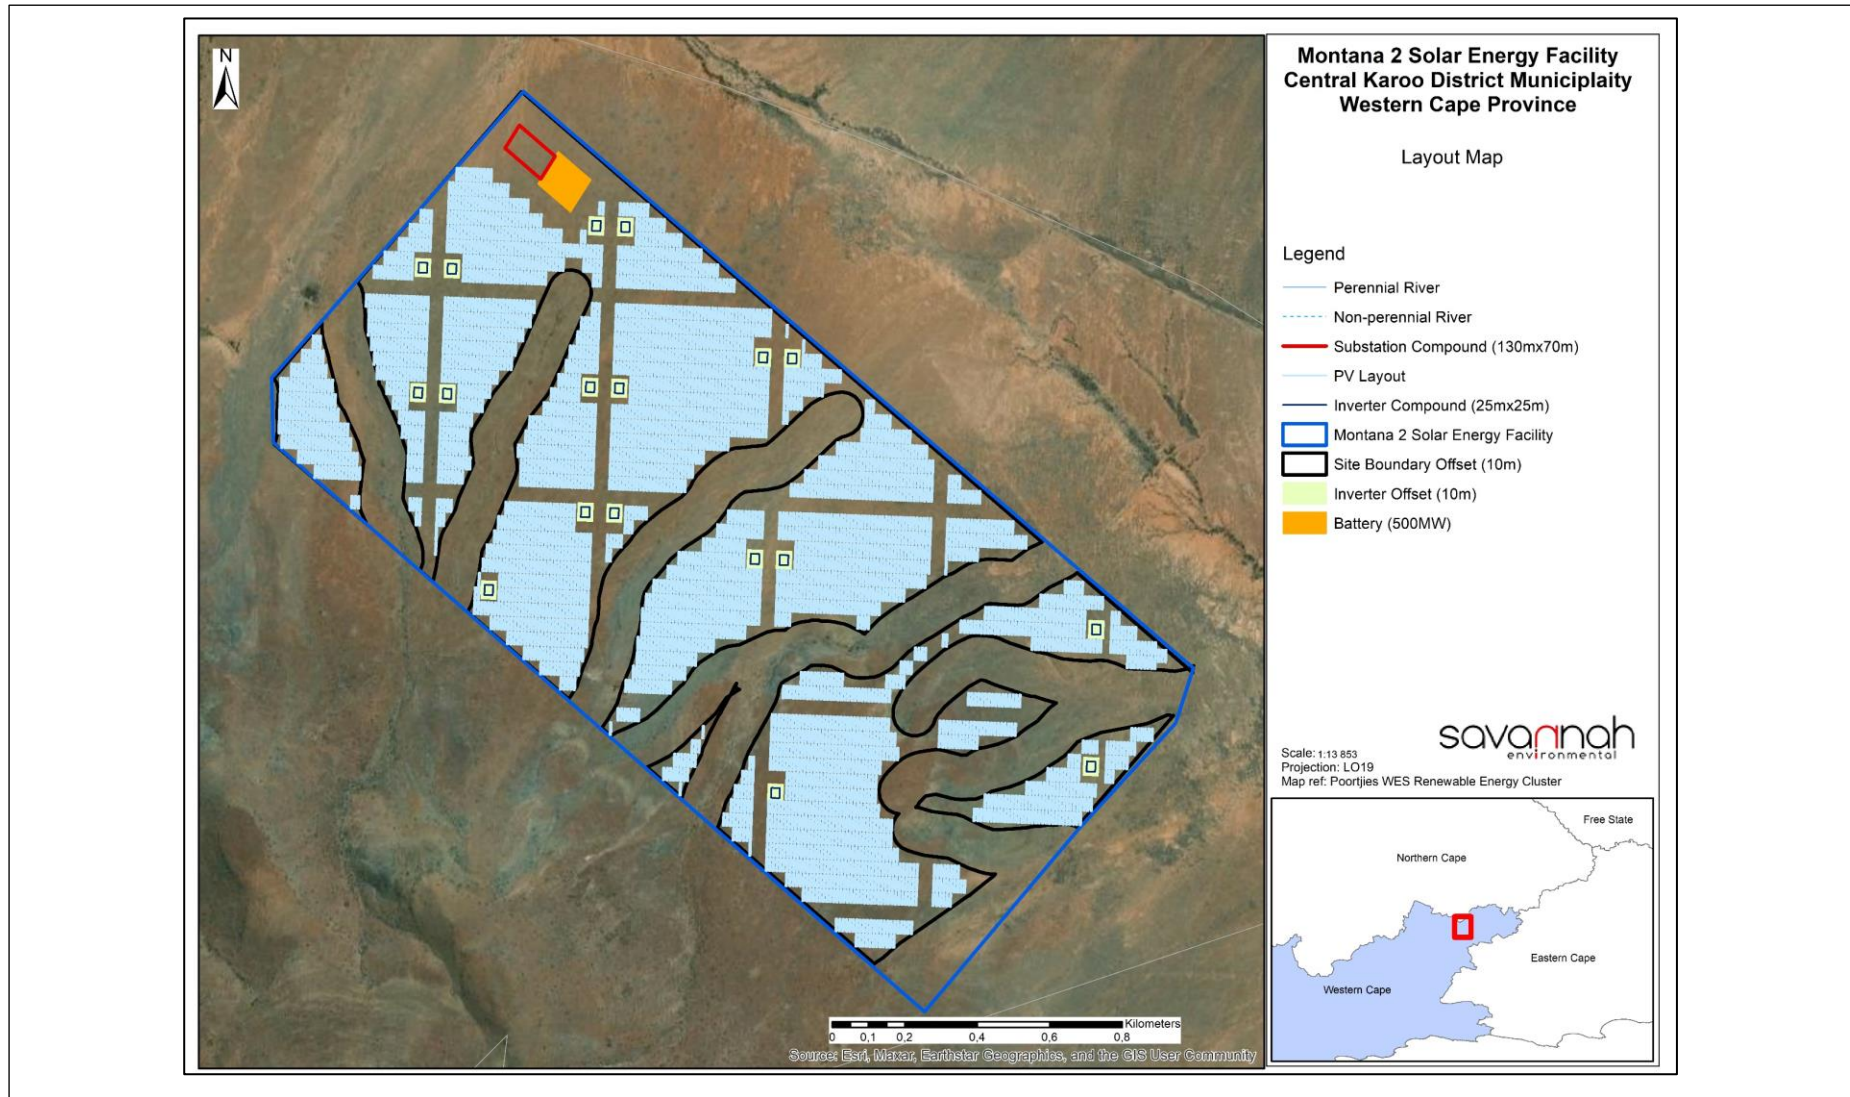 N
Montana 2 Solar Energy Facility
Central Karoo District Municiplaity
Western Cape Province
Layout Map
Legend
Perennial River
Non-perennial River
Substation Compound (130mx70m)
PV Layout
Inverter Compound (25mx25m)
Montana 2 Solar Energy Facility
Site Boundary Offset (10m)
Inverter Offset (10m)
Battery (500MW)
savannah
environmental
Scale: 1:13 853
Projection: LO19
Map ref: Poortjies WES Renewable Energy Cluster
Free State
Northern Cape
Eastern Cape
Western Cape
Kilometers
0 0,1 0,2 0,4 0,6 0,8
Source: Esri, Maxar, Earthstar Geographics, and the GIS User Community